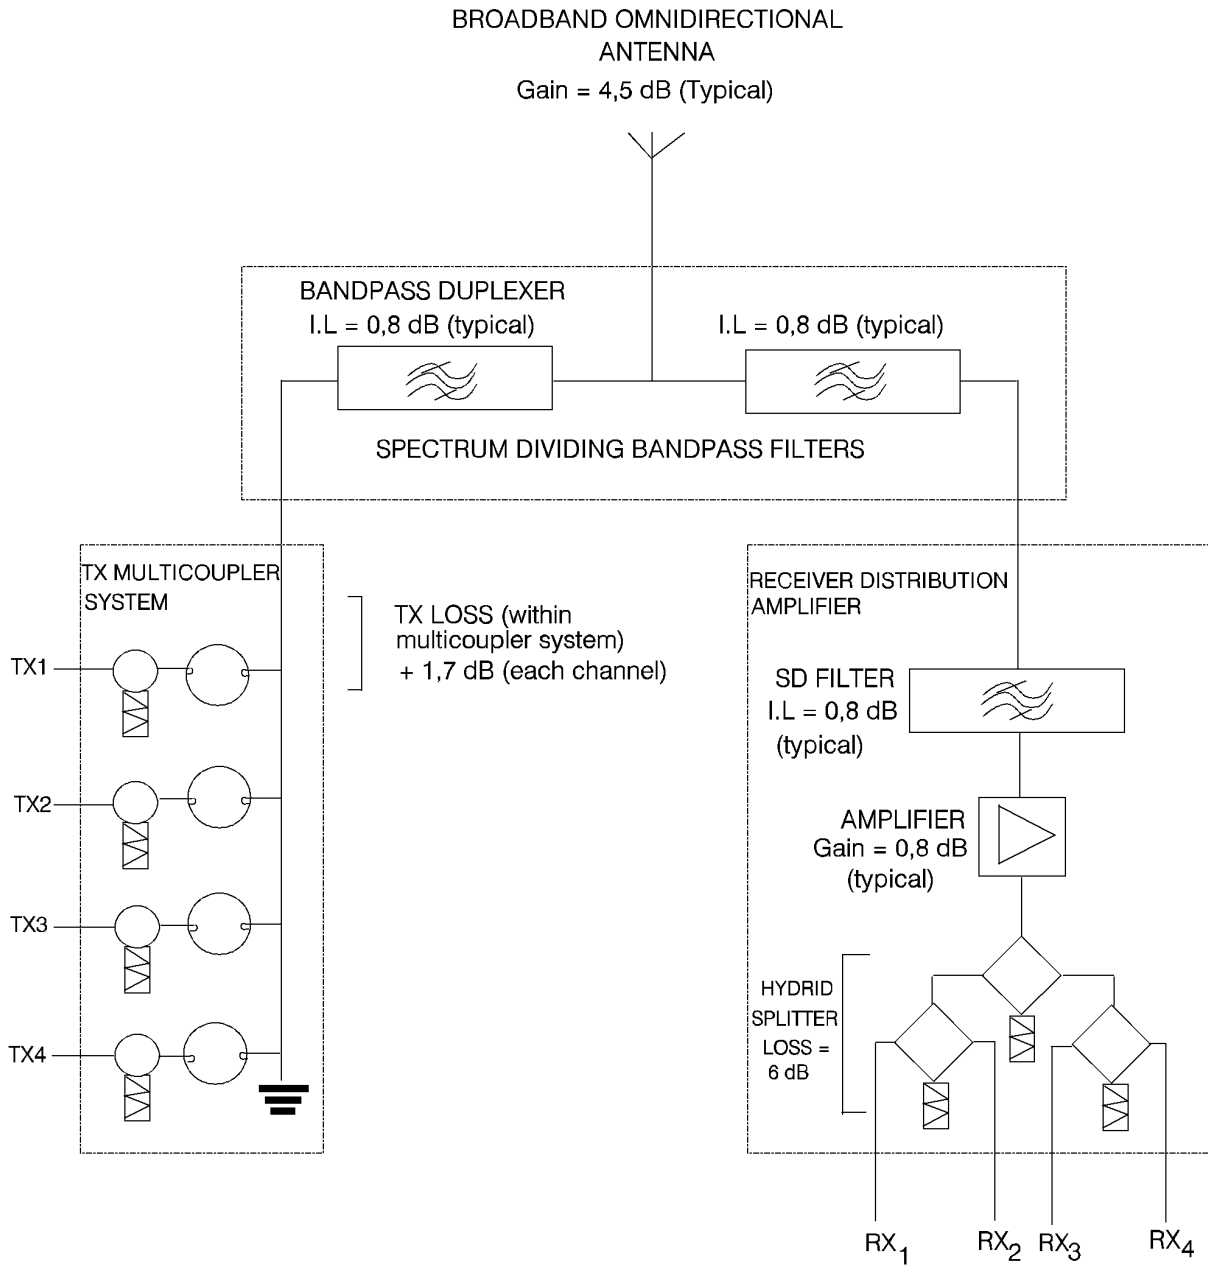 BROADBAND OMNIDIRECTIONAL
ANTENNA
Gain = 4,5 dB (Typical)
BANDPASS DUPLEXER
I.L = 0,8 dB (typical)
I.L = 0,8 dB (typical)
SPECTRUM DIVIDING BANDPASS FILTERS
TX MULTICOUPLER
SYSTEM
TX LOSS (within
multicoupler system)
+ 1,7 dB (each channel)
TX1
TX2
TX3
TX4
RECEIVER DISTRIBUTION
AMPLIFIER
SD FILTER
I.L = 0,8 dB
(typical)
AMPLIFIER
Gain = 0,8 dB
(typical)
HYDRID
SPLITTER
LOSS =
6 dB
RX1
RX2
RX3
RX4